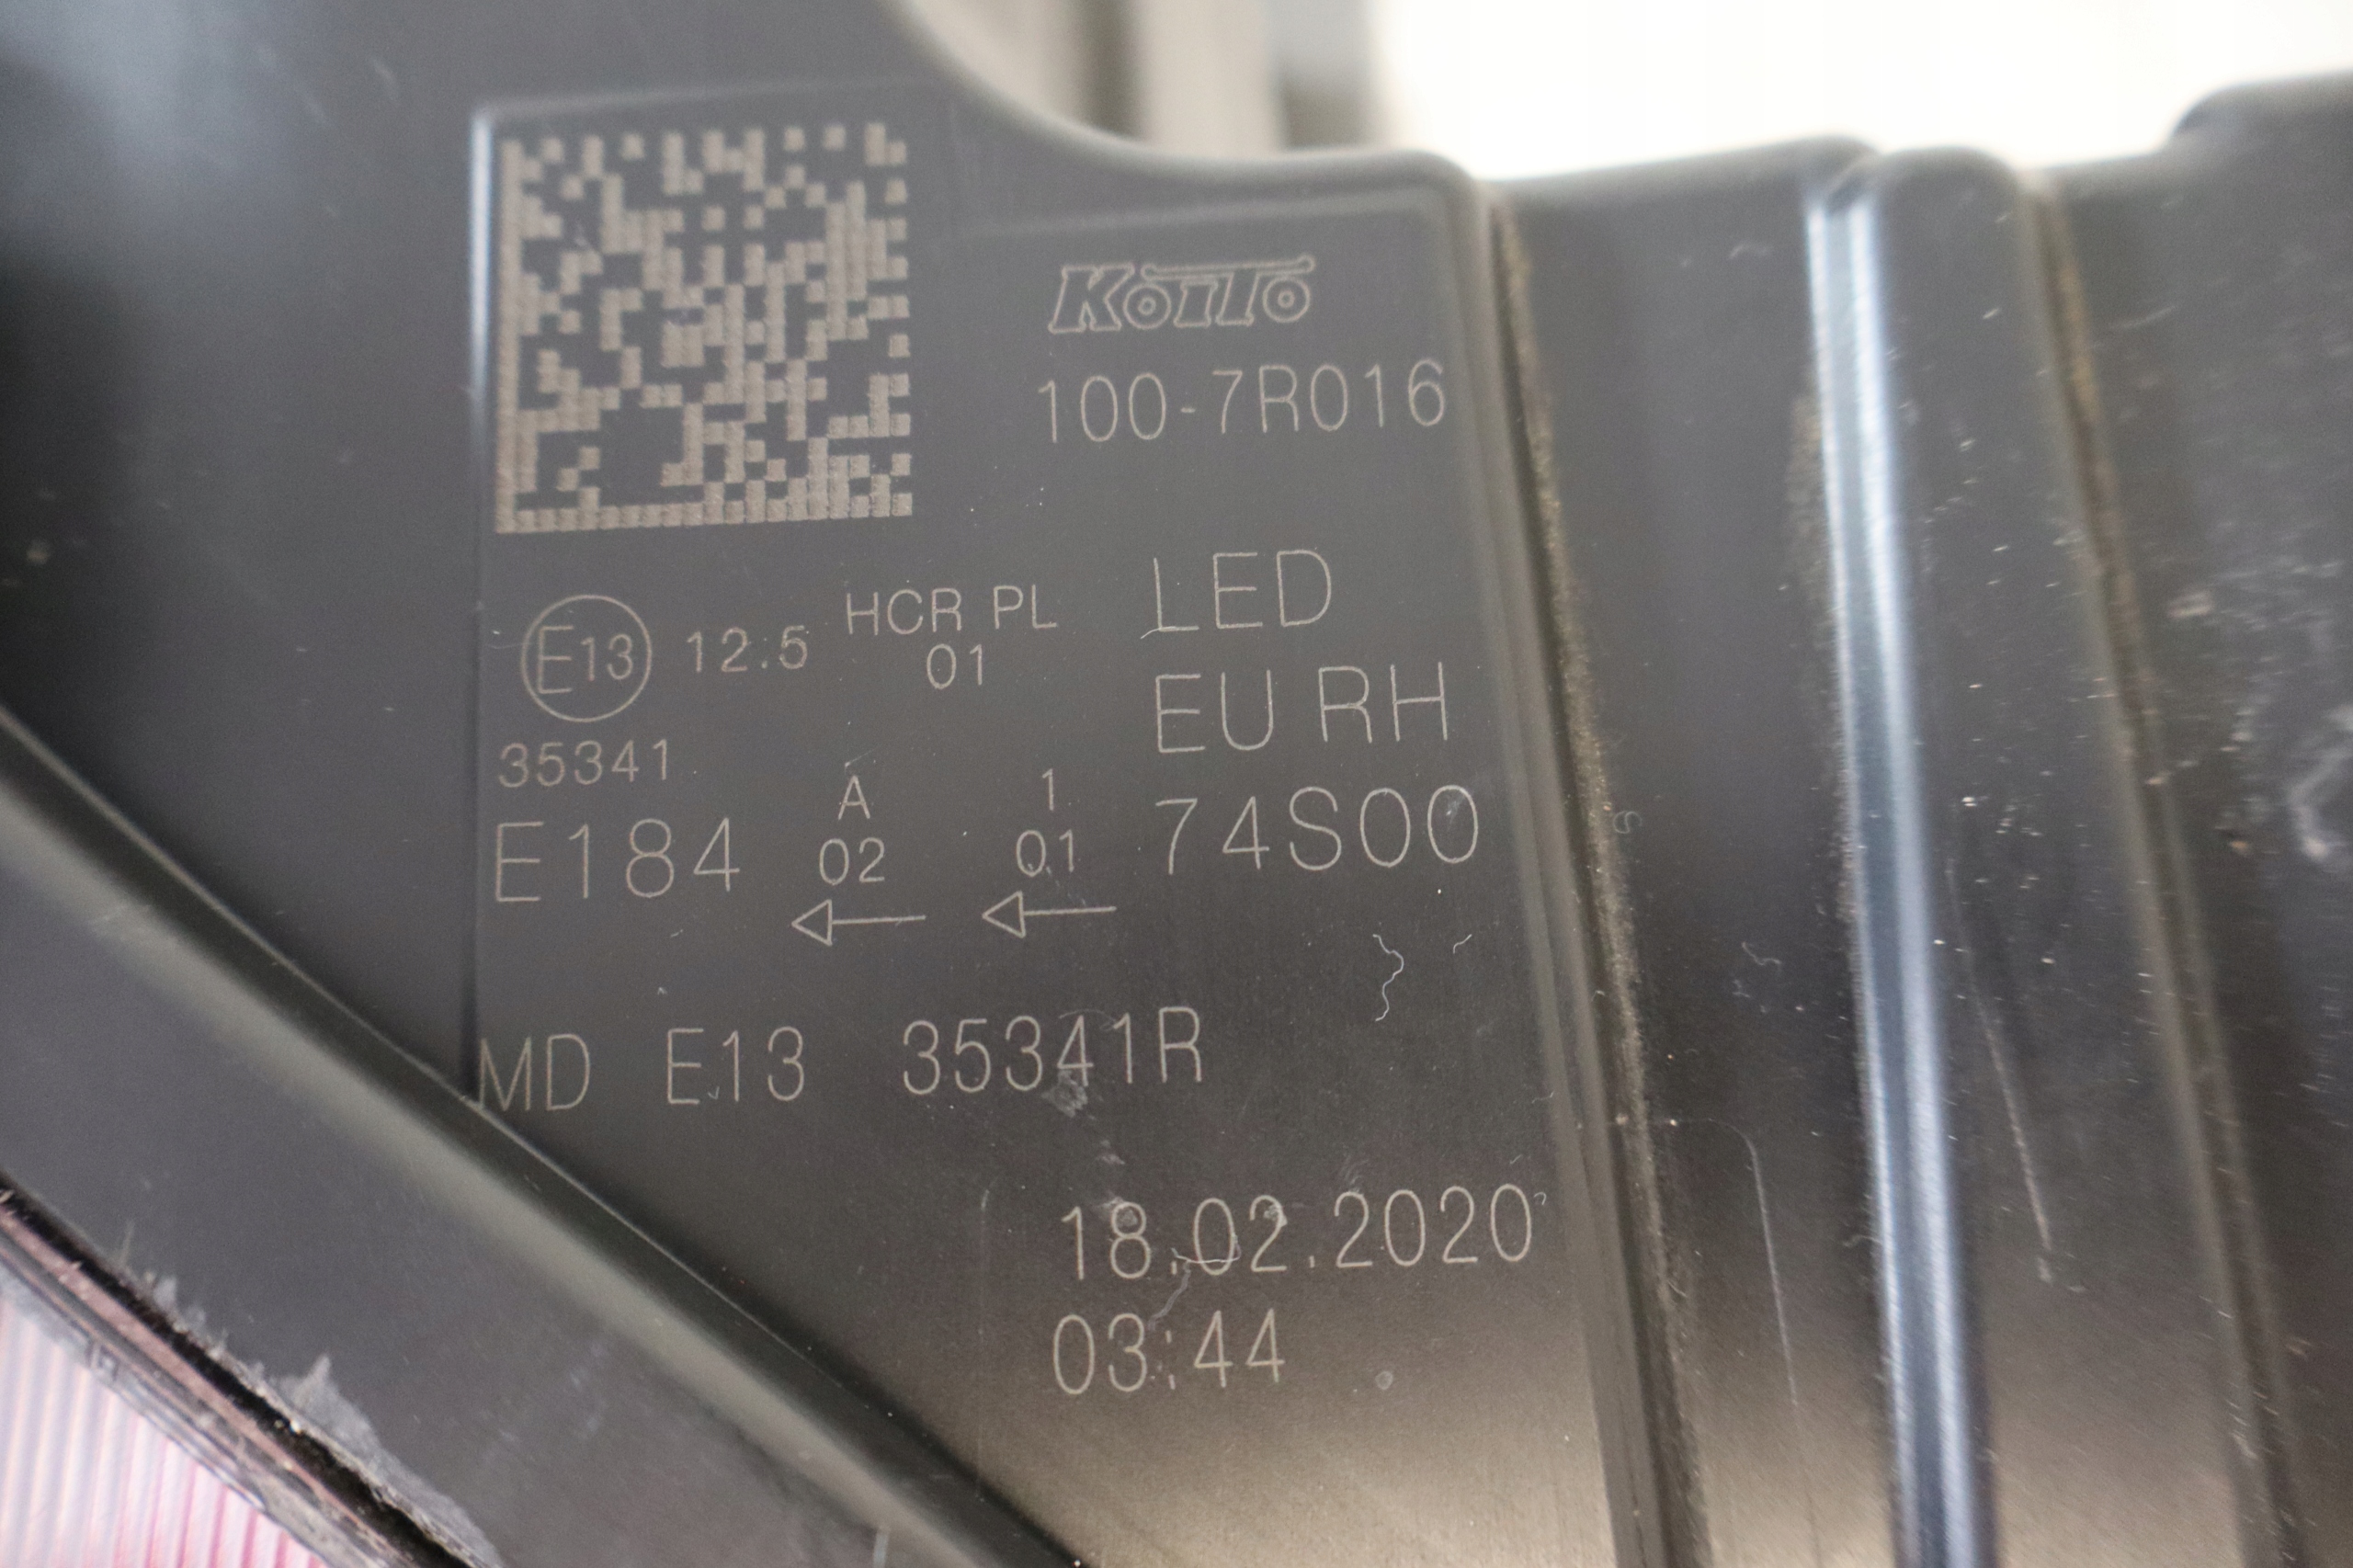 KOITO
100-7R016
E13 12.5 HCR PL LED
01
EU RH
35341
A 1
E184 02 01 74S00
MD E13 35341R
18.02.2020
03:44